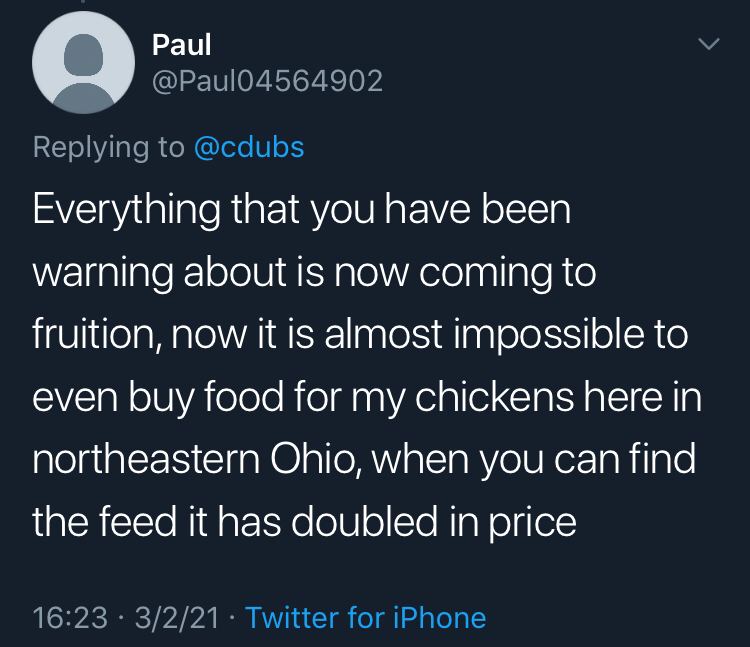 Paul
@Paul04564902
Replying to @cdubs
Everything that you have been
warning about is now coming to
fruition, now it is almost impossible to
even buy food for my chickens here in
northeastern Ohio, when you can find
the feed it has doubled in price
16:23 · 3/2/21 · Twitter for iPhone